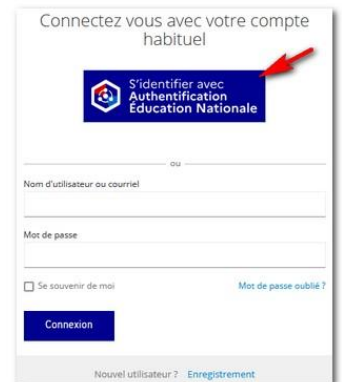 Connectez vous avec votre compte
habituel
S'identifier avec
Authentification
Éducation Nationale
ou
Nom d'utilisateur ou courriel
Mot de passe
Se souvenir de moi Mot de passe oublié ?
Connexion
Nouvel utilisateur ? Enregistrement